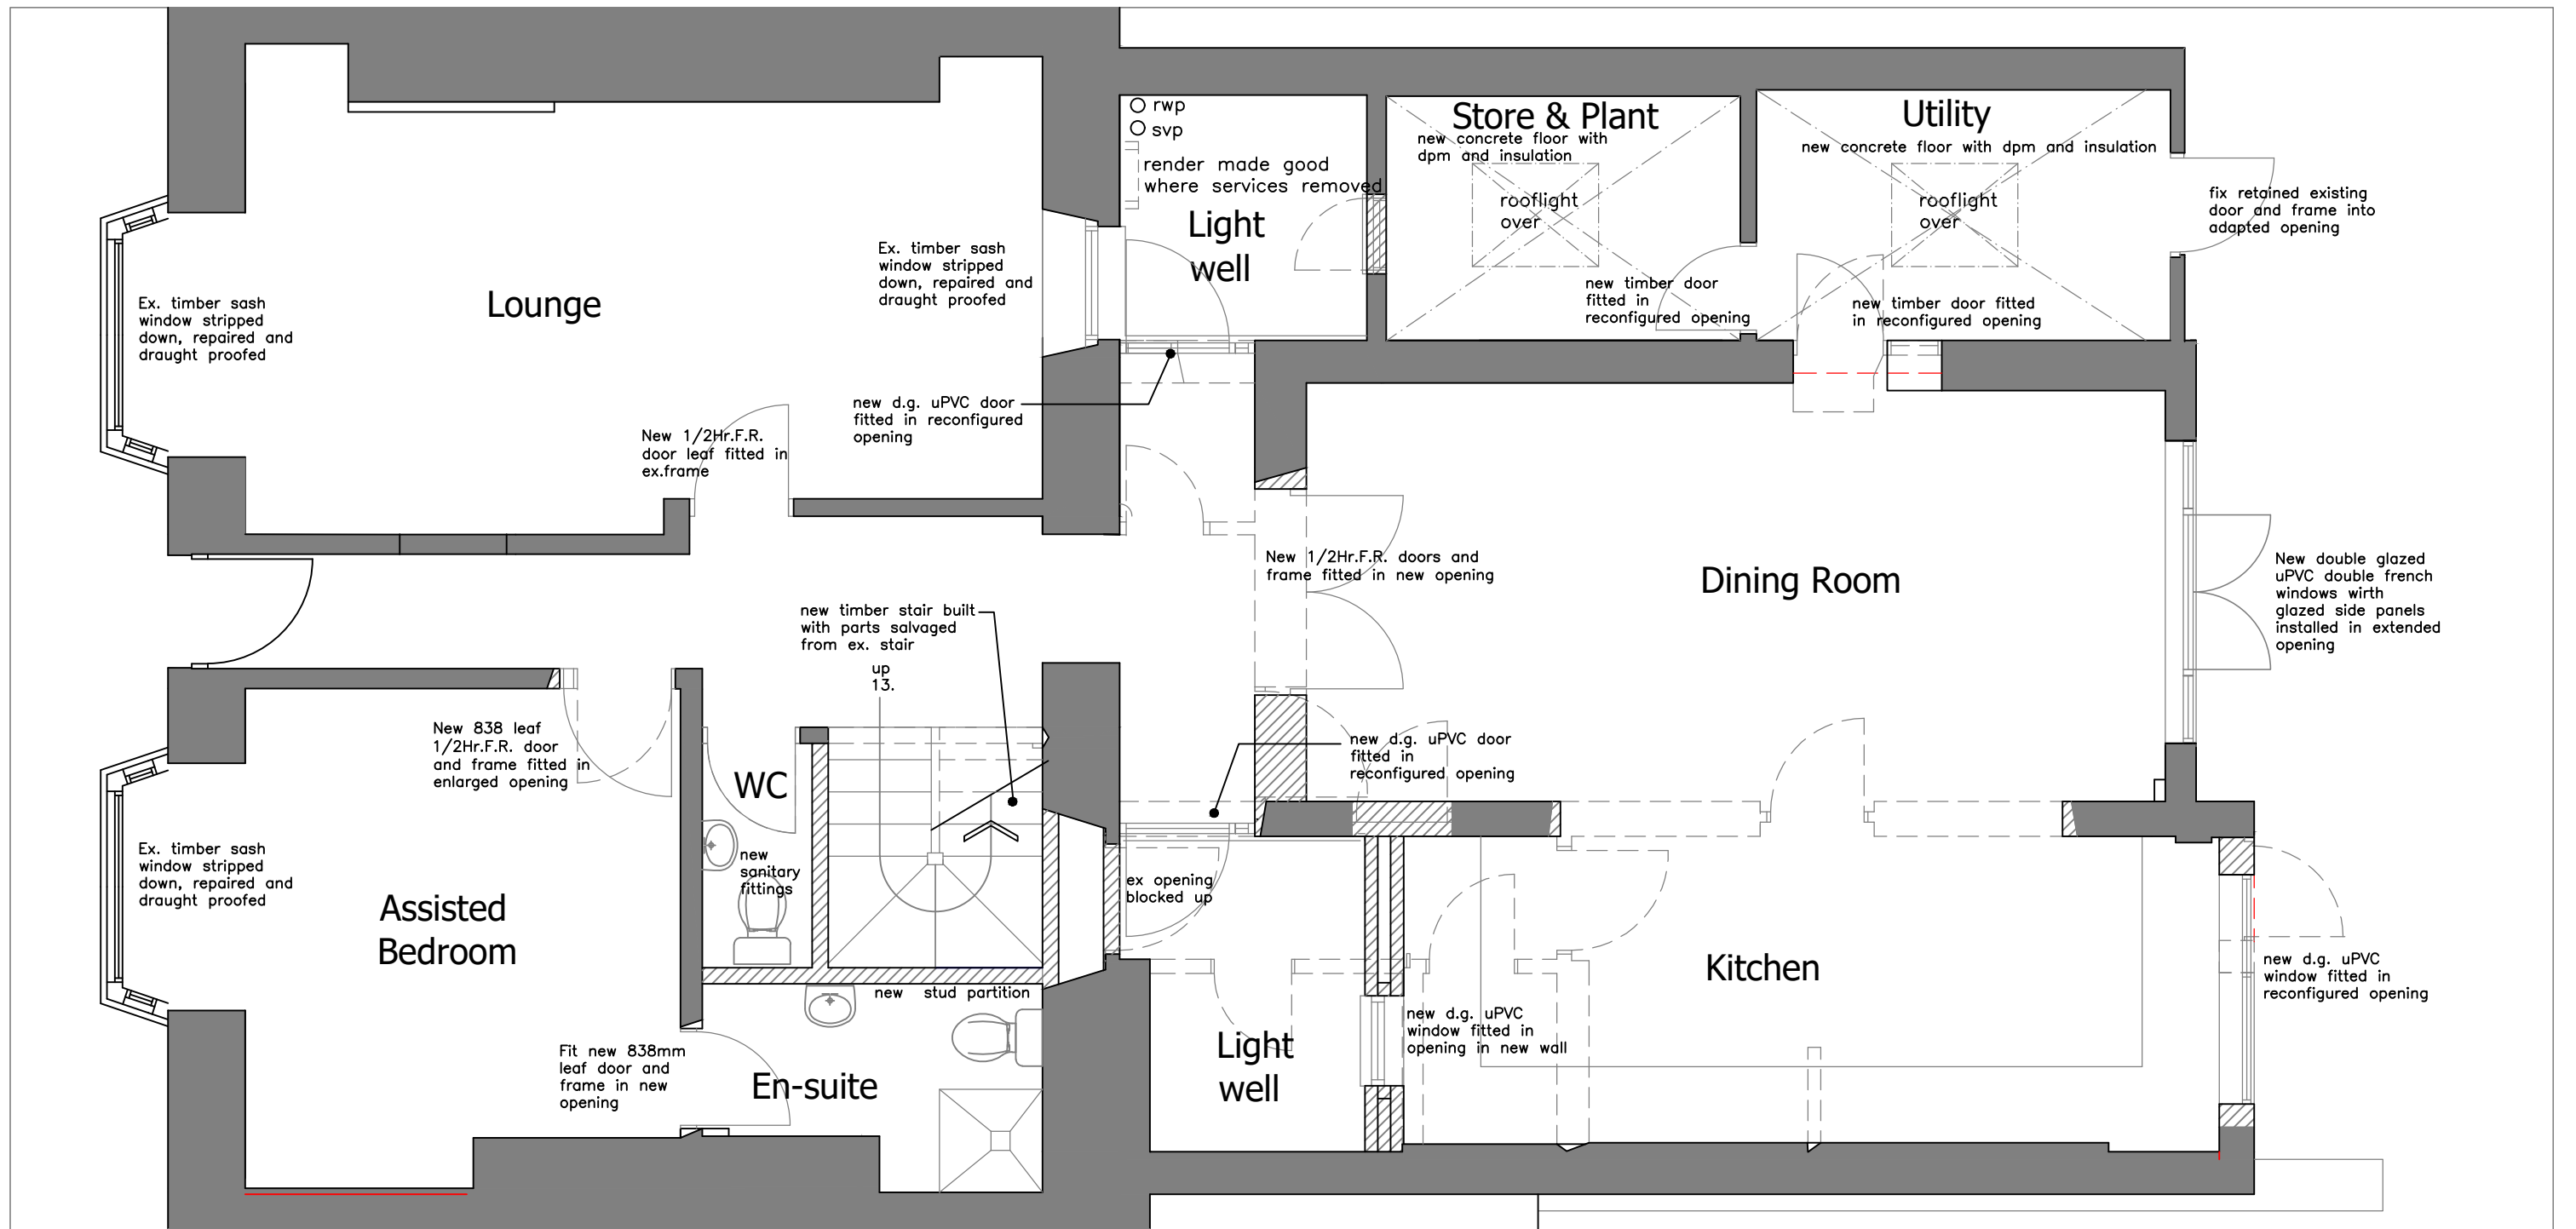 rwp
svp
render made good
where services removed
Light
well
Store & Plant
new concrete floor with
dpm and insulation
rooflight
over
new timber door
fitted in
reconfigured opening
Utility
new concrete floor with dpm and insulation
rooflight
over
new timber door fitted
in reconfigured opening
fix retained existing
door and frame into
adapted opening
Ex. timber sash
window stripped
down, repaired and
draught proofed
Lounge
Ex. timber sash
window stripped
down, repaired and
draught proofed
new d.g. uPVC door
fitted in reconfigured
opening
New 1/2Hr.F.R.
door leaf fitted in
ex.frame
New 1/2Hr.F.R. doors and
frame fitted in new opening
Dining Room
New double glazed
uPVC double french
windows wirth
glazed side panels
installed in extended
opening
new timber stair built
with parts salvaged
from ex. stair
up
13.
New 838 leaf
1/2Hr.F.R. door
and frame fitted in
enlarged opening
WC
new
sanitary
fittings
new d.g. uPVC door
fitted in
reconfigured opening
Ex. timber sash
window stripped
down, repaired and
draught proofed
Assisted
Bedroom
ex opening
blocked up
Kitchen
new d.g. uPVC
window fitted in
reconfigured opening
new stud partition
new d.g. uPVC
window fitted in
opening in new wall
Light
well
Fit new 838mm
leaf door and
frame in new
opening
En-suite